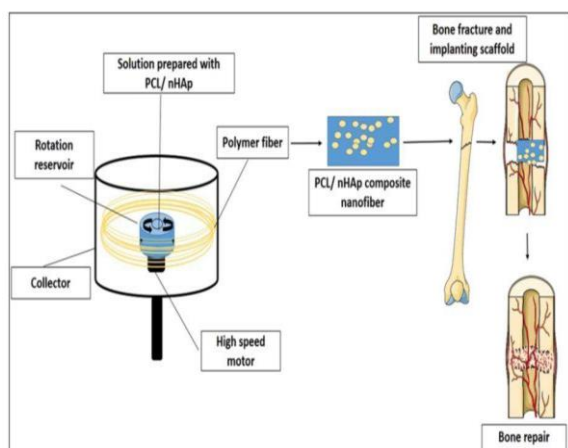 Bone fracture and
implanting scaffold
Solution prepared with
PCL/ nHAp
Rotation
reservoir
Polymer fiber
PCL/ nHAp composite
nanofiber
Collector
High speed
motor
Bone repair